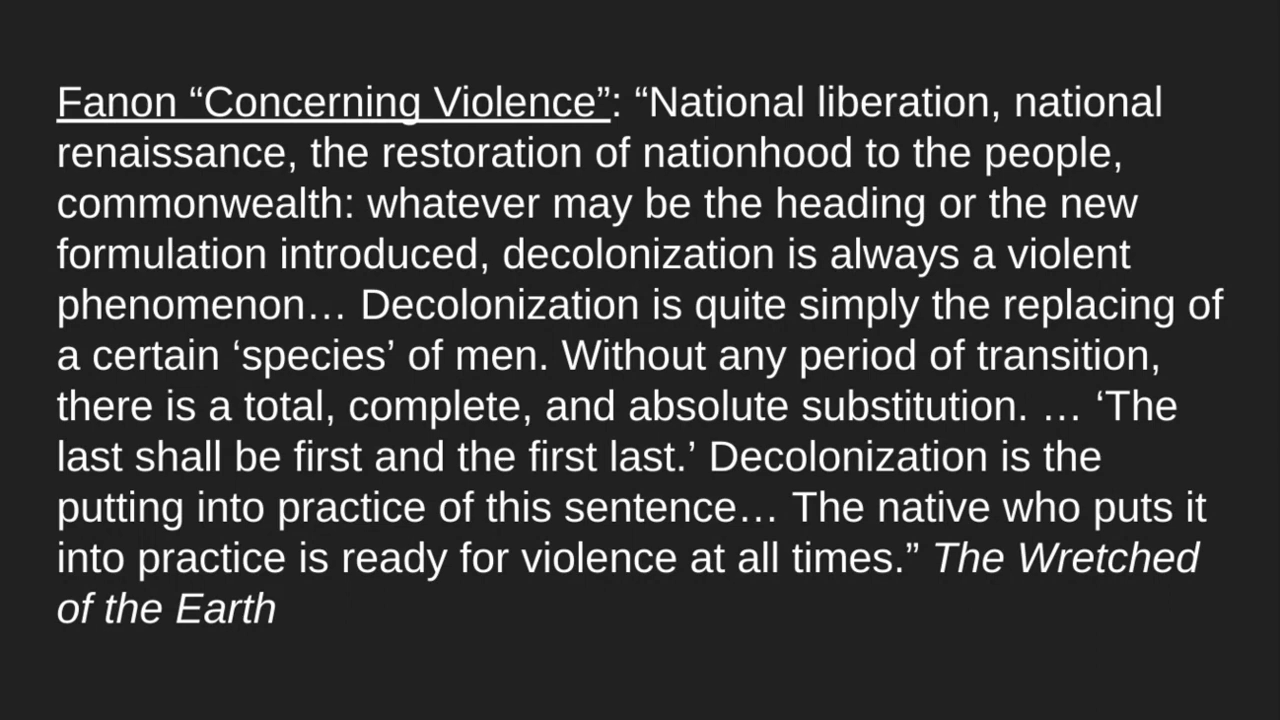 Fanon “Concerning Violence”: “National liberation, national
renaissance, the restoration of nationhood to the people,
commonwealth: whatever may be the heading or the new
formulation introduced, decolonization is always a violent
phenomenon… Decolonization is quite simply the replacing of
a certain ‘species’ of men. Without any period of transition,
there is a total, complete, and absolute substitution. … ‘The
last shall be first and the first last.’ Decolonization is the
putting into practice of this sentence… The native who puts it
into practice is ready for violence at all times.” The Wretched
of the Earth